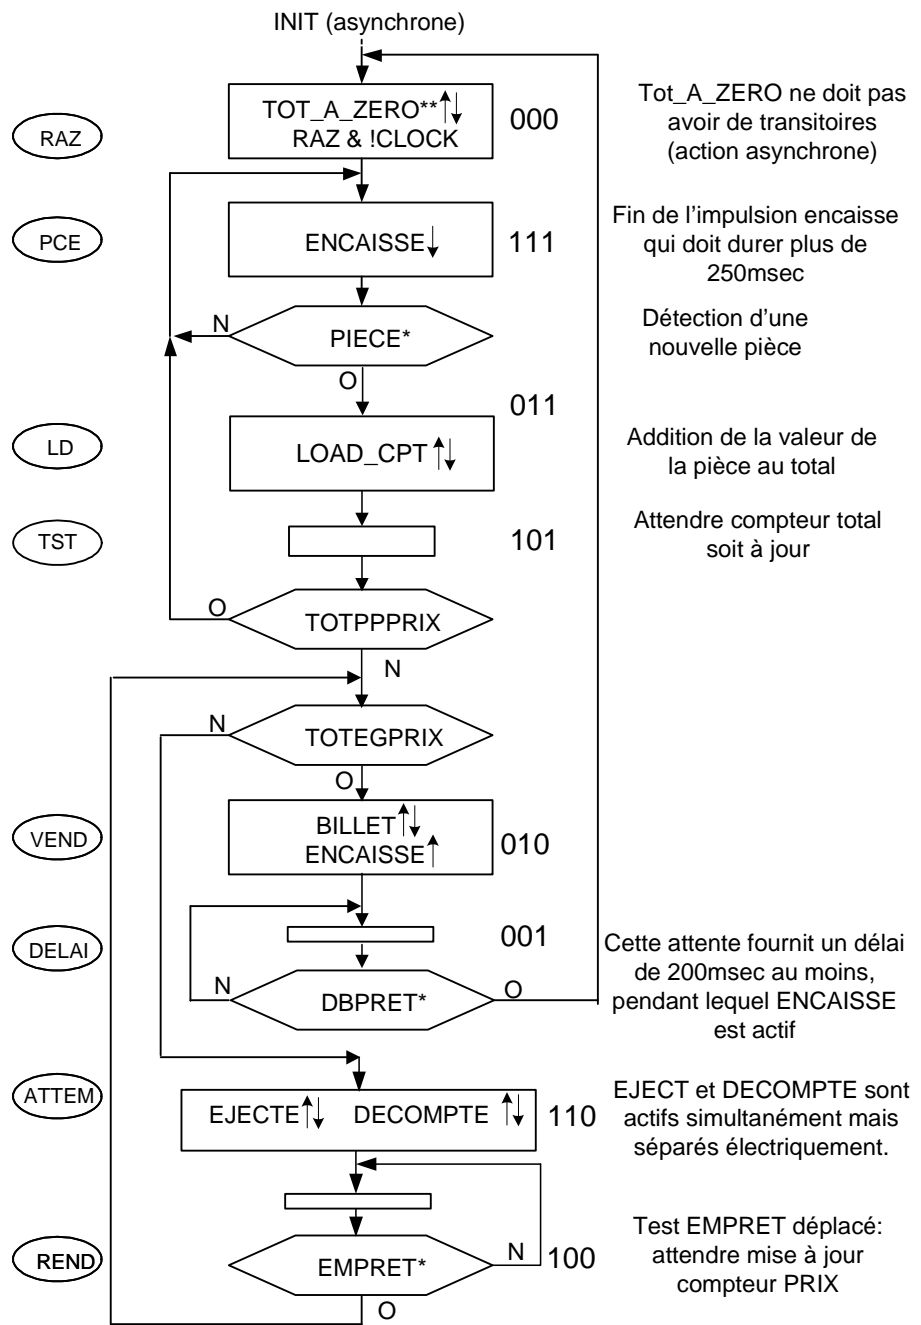 INIT (asynchrone)
RAZ
TOT_A_ZERO**
RAZ & !CLOCK
000
Tot_A_ZERO ne doit pas
avoir de transitoires
(action asynchrone)
PCE
ENCAISSE
111
Fin de l'impulsion encaisse
qui doit durer plus de
250msec
N
PIECE*
O
Détection d'une
nouvelle pièce
011
LD
LOAD_CPT
Addition de la valeur de
la pièce au total
TST
101
Attendre compteur total
soit à jour
O
TOTPPPRIX
N
N
TOTEGPRIX
O
VEND
BILLET
ENCAISSE
010
DELAI
001
Cette attente fournit un délai
de 200msec au moins,
pendant lequel ENCAISSE
est actif
N
DBPRET*
O
ATTEM
EJECTE DECOMPTE
110
EJECT et DECOMPTE sont
actifs simultanément mais
séparés électriquement.
REND
EMPRET*
N
100
O
Test EMPRET déplacé:
attendre mise à jour
compteur PRIX